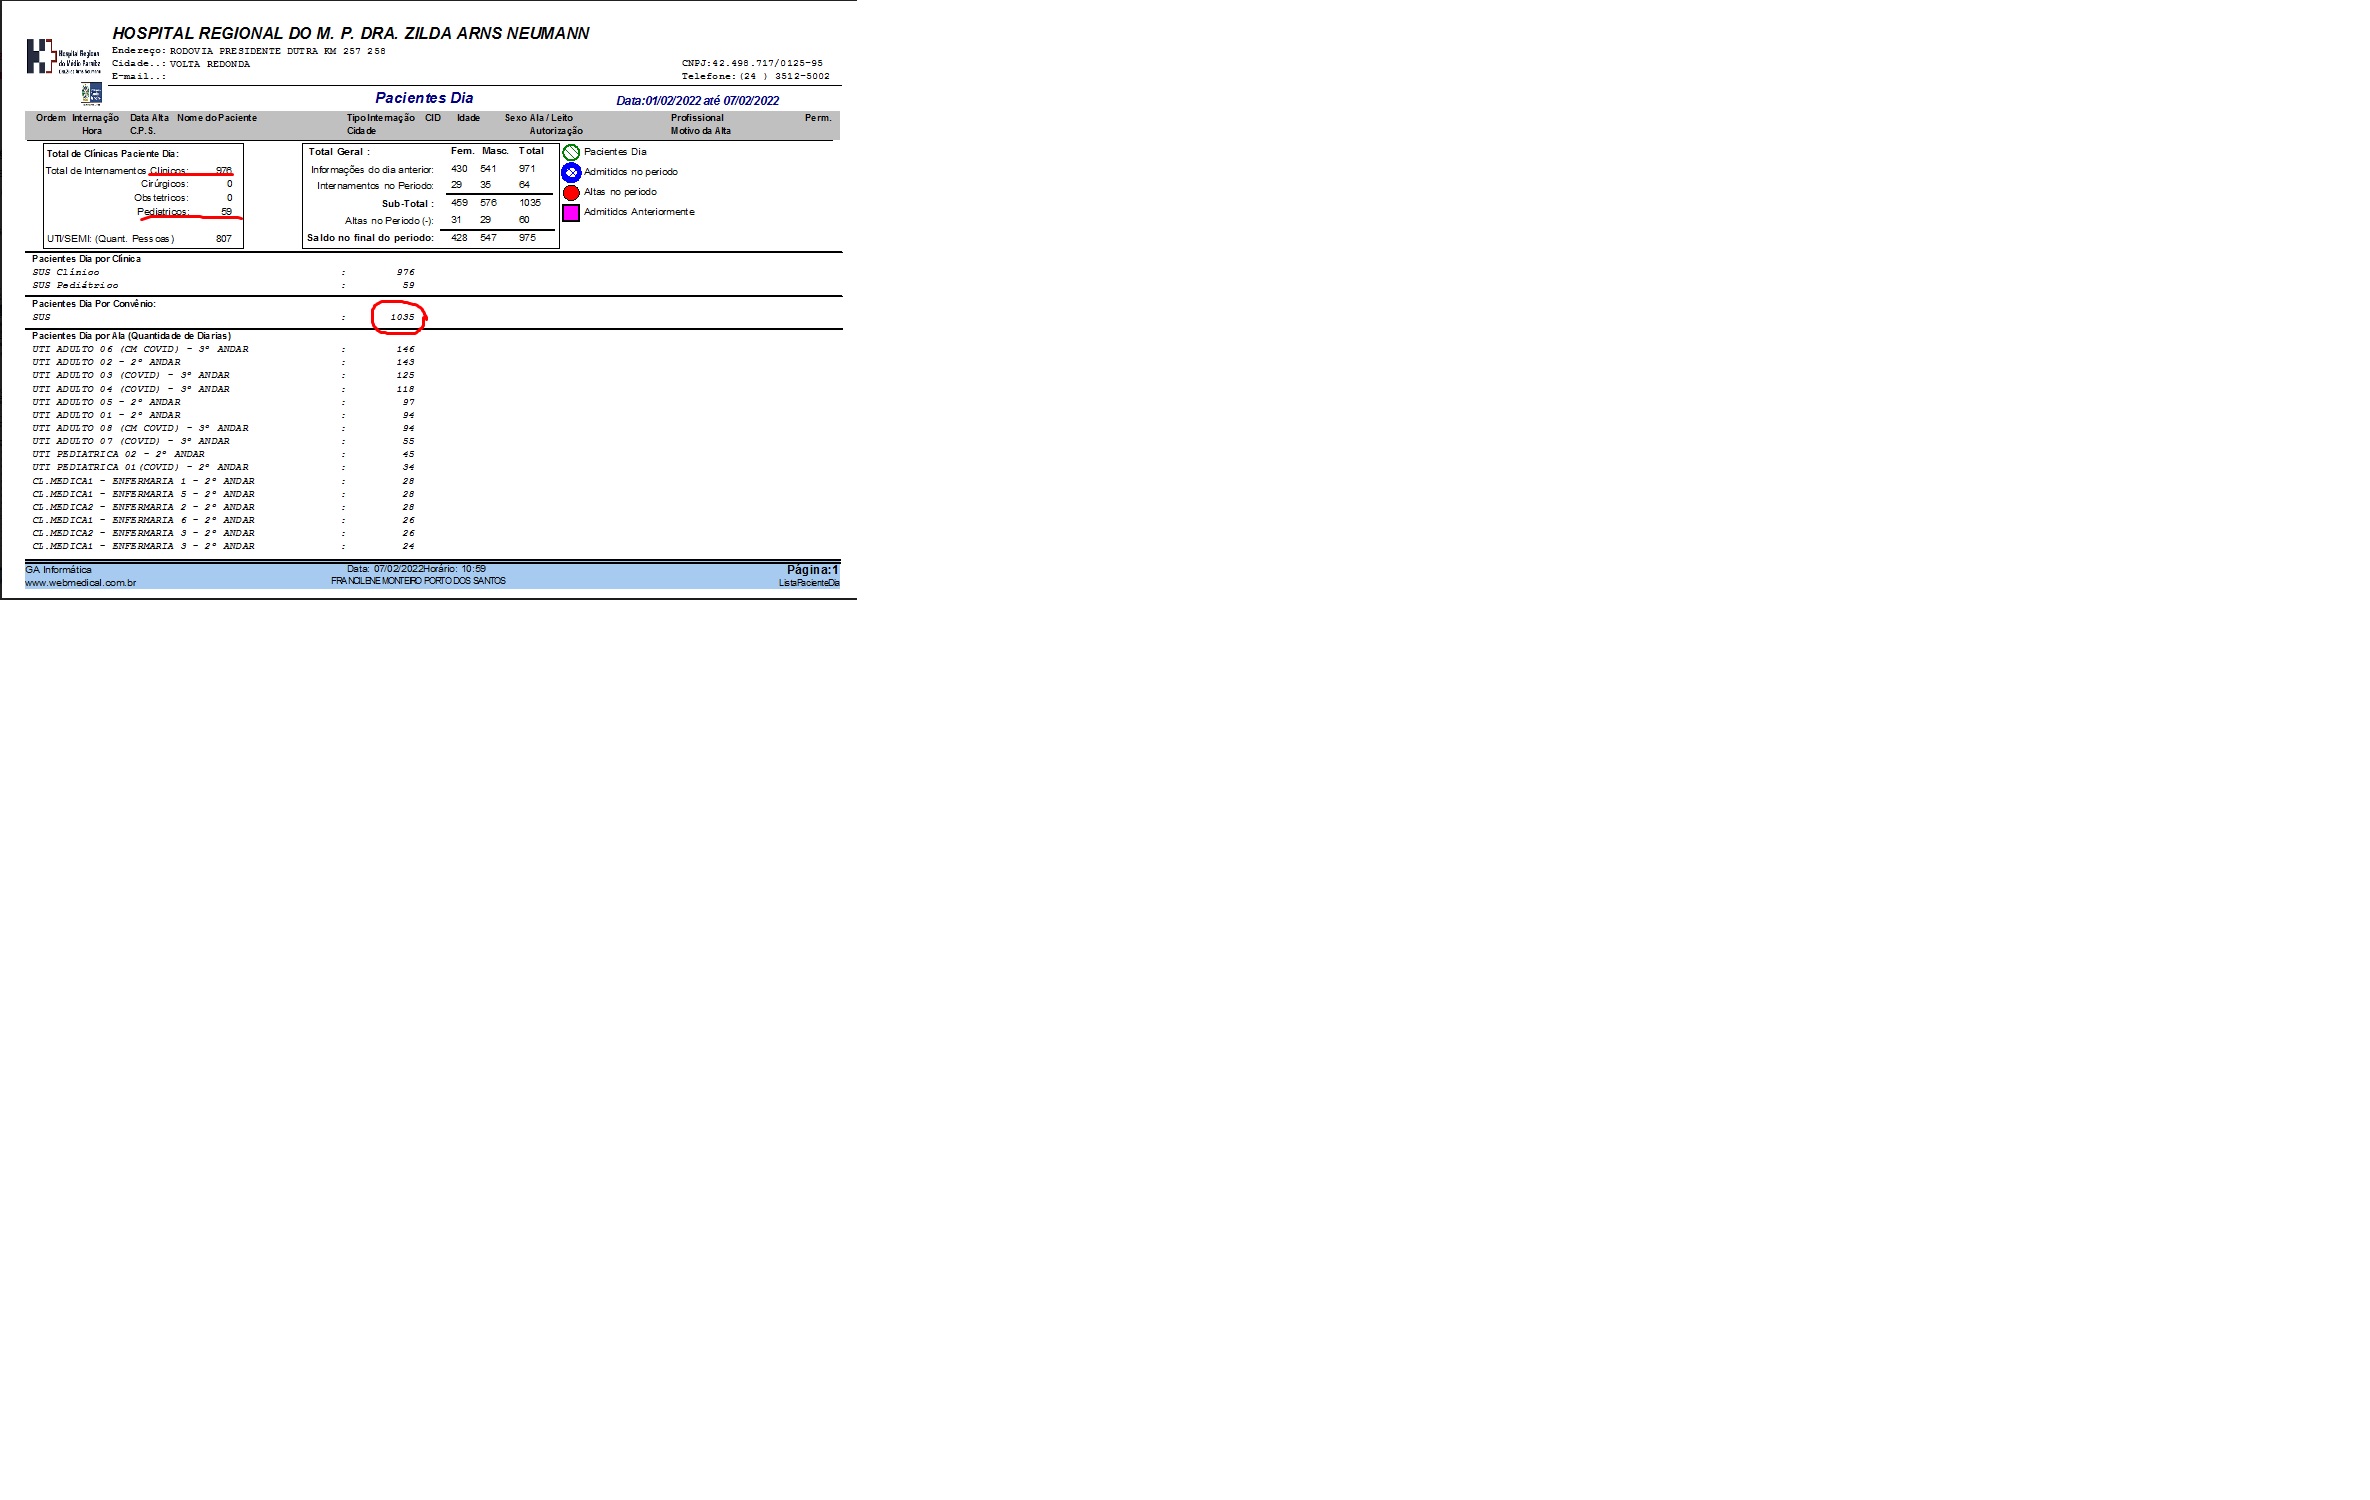 HOSPITAL REGIONAL DO M. P. DRA. ZILDA ARNS NEUMANN
Hospital Regional
do Médio Paraíba
Endereço: RODOVIA PRESIDENTE DUTRA KM 257 258
Cidade..: VOLTA REDONDA CNPJ:42.498.717/0125-95
E-mail..: Telefone:(24 ) 3512-5002
Pacientes Dia Data:01/02/2022 até 07/02/2022
Ordem Internação Data Alta Nome do Paciente Tipo Internação CID Idade Sexo Ala / Leito Profissional Perm.
Hora C.P.S. Cidade Autorização Motivo da Alta
Total de Clínicas Paciente Dia:
Total de Internamentos Clínicos: 976
Cirúrgicos: 0
Obstetricos: 0
Pediatricos: 59
UTI/SEMI: (Quant. Pessoas) 807
Total Geral : Fem. Masc. Total
Informações do dia anterior: 430 541 971
Internamentos no Periodo: 29 35 64
Sub-Total : 459 576 1035
Altas no Periodo (-): 31 29 60
Saldo no final do periodo: 428 547 975
Pacientes Dia
Admitidos no periodo
Altas no periodo
Admitidos Anteriormente
Pacientes Dia por Clínica
SUS Clínico : 976
SUS Pediátrico : 59
Pacientes Dia Por Convênio:
SUS : 1035
Pacientes Dia por Ala (Quantidade de Diarias)
UTI ADULTO 06 (CM COVID) - 3º ANDAR : 146
UTI ADULTO 02 - 2º ANDAR : 143
UTI ADULTO 03 (COVID) - 3º ANDAR : 125
UTI ADULTO 04 (COVID) - 3º ANDAR : 118
UTI ADULTO 05 - 2º ANDAR : 97
UTI ADULTO 01 - 2º ANDAR : 94
UTI ADULTO 08 (CM COVID) - 3º ANDAR : 94
UTI ADULTO 07 (COVID) - 3º ANDAR : 55
UTI PEDIATRICA 02 - 2º ANDAR : 45
UTI PEDIATRICA 01(COVID) - 2º ANDAR : 34
CL.MEDICA1 - ENFERMARIA 1 - 2º ANDAR : 28
CL.MEDICA1 - ENFERMARIA 5 - 2º ANDAR : 28
CL.MEDICA2 - ENFERMARIA 2 - 2º ANDAR : 28
CL.MEDICA1 - ENFERMARIA 6 - 2º ANDAR : 26
CL.MEDICA2 - ENFERMARIA 3 - 2º ANDAR : 26
CL.MEDICA1 - ENFERMARIA 3 - 2º ANDAR : 24
GA Informática Data: 07/02/2022Horário: 10:59 Página:1
www.webmedical.com.br FRANCILENE MONTEIRO PORTO DOS SANTOS ListaPacienteDia